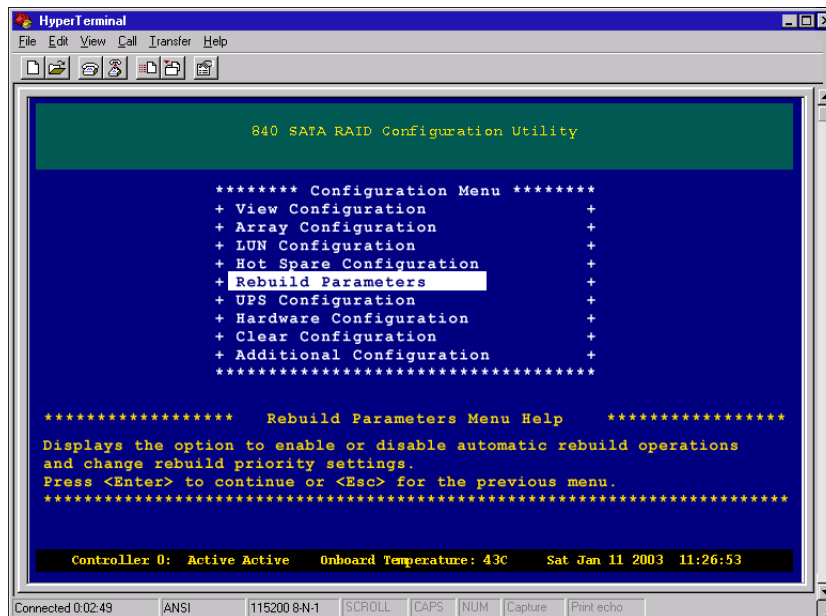 HyperTerminal
File Edit View Call Transfer Help
840 SATA RAID Configuration Utility
******** Configuration Menu ********
+ View Configuration +
+ Array Configuration +
+ LUN Configuration +
+ Hot Spare Configuration +
+ Rebuild Parameters +
+ UPS Configuration +
+ Hardware Configuration +
+ Clear Configuration +
+ Additional Configuration +
************************************
****************** Rebuild Parameters Menu Help *****************
Displays the option to enable or disable automatic rebuild operations
and change rebuild priority settings.
Press <Enter> to continue or <Esc> for the previous menu.
***********************************************************************
Controller 0: Active Active Onboard Temperature: 43C Sat Jan 11 2003 11:26:53
Connected 0:02:49 ANSI 115200 8-N-1 SCROLL CAPS NUM Capture Print echo